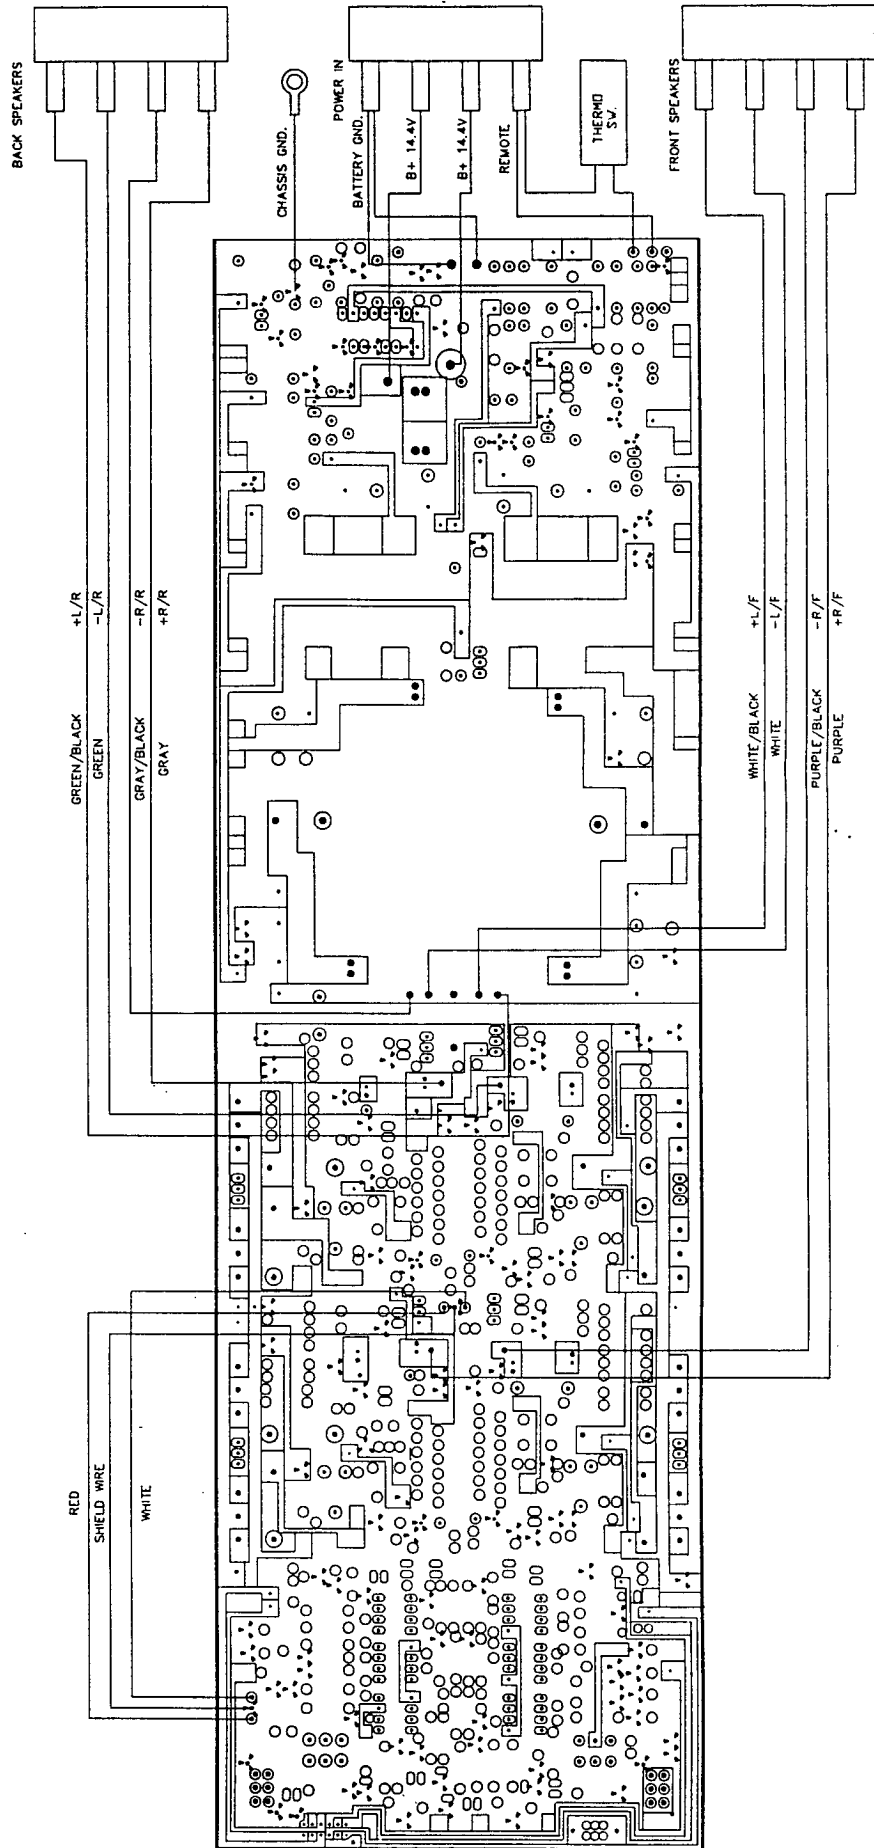 BACK SPEAKERS
CHASSIS GND.
POWER IN
BATTERY GND.
B+ 14.4V
B+ 14.4V
REMOTE
THERMO
SW.
FRONT SPEAKERS
+L/R
-L/R
-R/R
+R/R
GREEN/BLACK
GREEN
GRAY/BLACK
GRAY
+L/F
-L/F
-R/F
+R/F
WHITE/BLACK
WHITE
PURPLE/BLACK
PURPLE
RED
SHIELD WIRE
WHITE